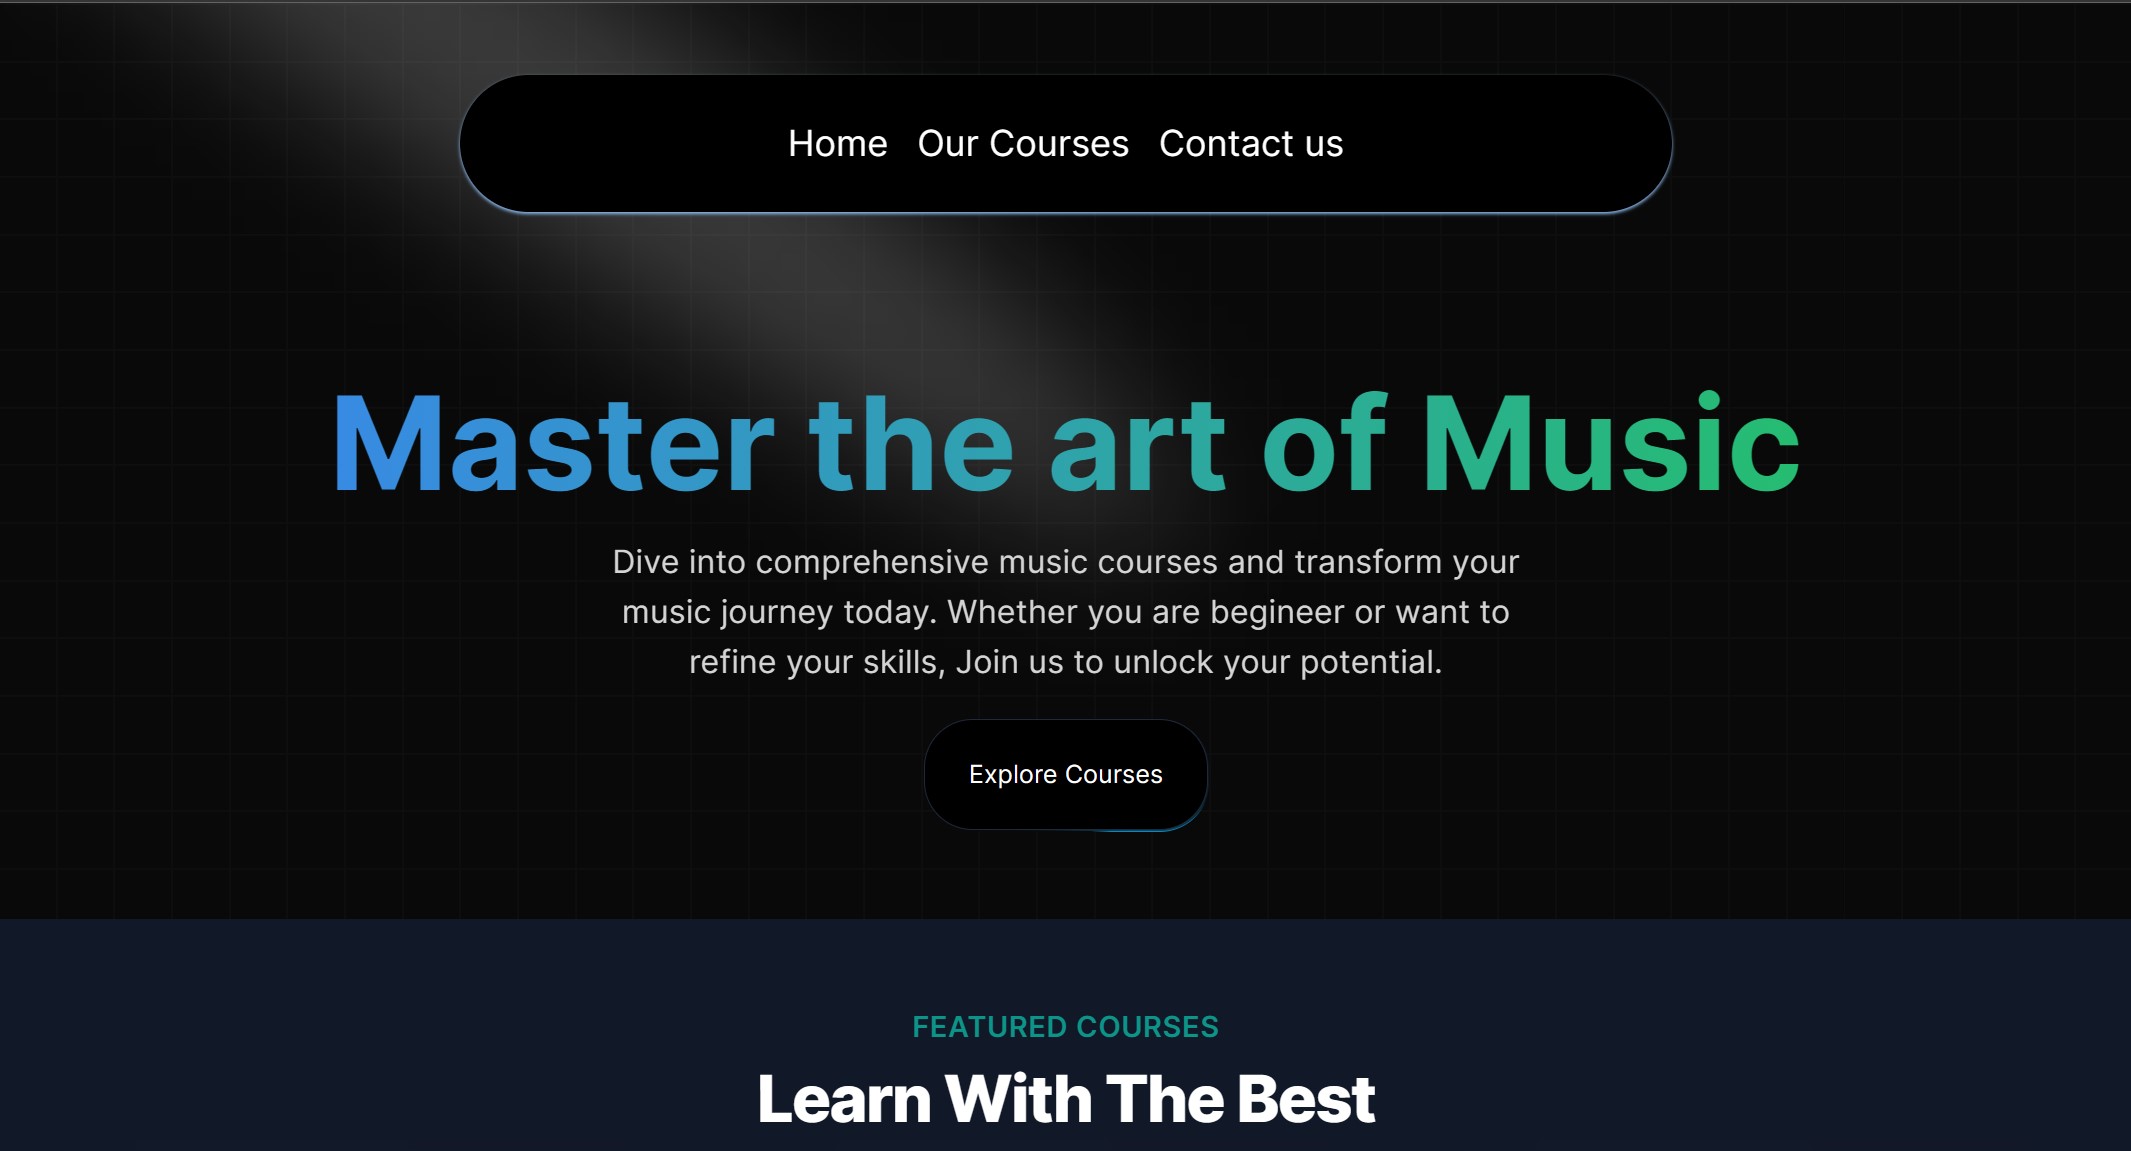 Home Our Courses Contact us
Master the art of Music
Dive into comprehensive music courses and transform your
music journey today. Whether you are begineer or want to
refine your skills, Join us to unlock your potential.
Explore Courses
FEATURED COURSES
Learn With The Best